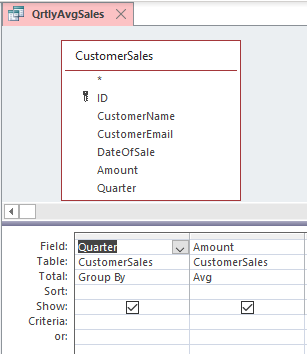 QrtlyAvgSales
CustomerSales
*
ID
CustomerName
CustomerEmail
DateOfSale
Amount
Quarter
Field: Quarter Amount
Table: CustomerSales CustomerSales
Total: Group By Avg
Sort:
Show:
Criteria:
or: